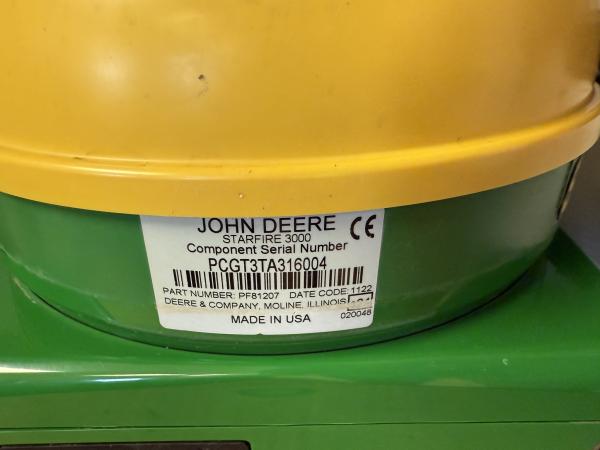 JOHN DEERE CE
STARFIRE 3000
Component Serial Number
PCGT3TA316004
PART NUMBER: PF81207 DATE CODE: 1122
DEERE & COMPANY, MOLINE, ILLINOIS
MADE IN USA
020048